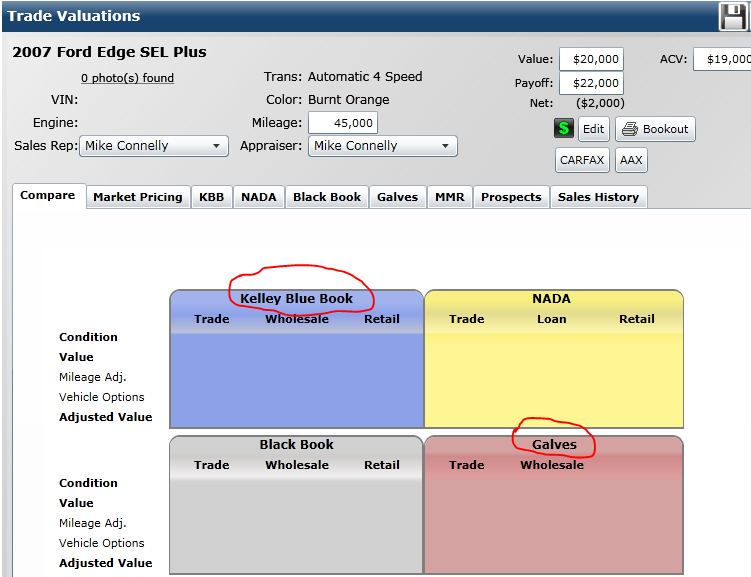 Trade Valuations
2007 Ford Edge SEL Plus
0 photo(s) found
VIN:
Engine:
Sales Rep: Mike Connelly
Trans: Automatic 4 Speed
Color: Burnt Orange
Mileage: 45,000
Appraiser: Mike Connelly
Value: $20,000
Payoff: $22,000
Net: ($2,000)
ACV: $19,000
$ Edit Bookout
CARFAX AAX
Compare Market Pricing KBB NADA Black Book Galves MMR Prospects Sales History
Kelley Blue Book NADA
Trade Wholesale Retail Trade Loan Retail
Condition
Value
Mileage Adj.
Vehicle Options
Adjusted Value
Black Book Galves
Trade Wholesale Retail Trade Wholesale
Condition
Value
Mileage Adj.
Vehicle Options
Adjusted Value